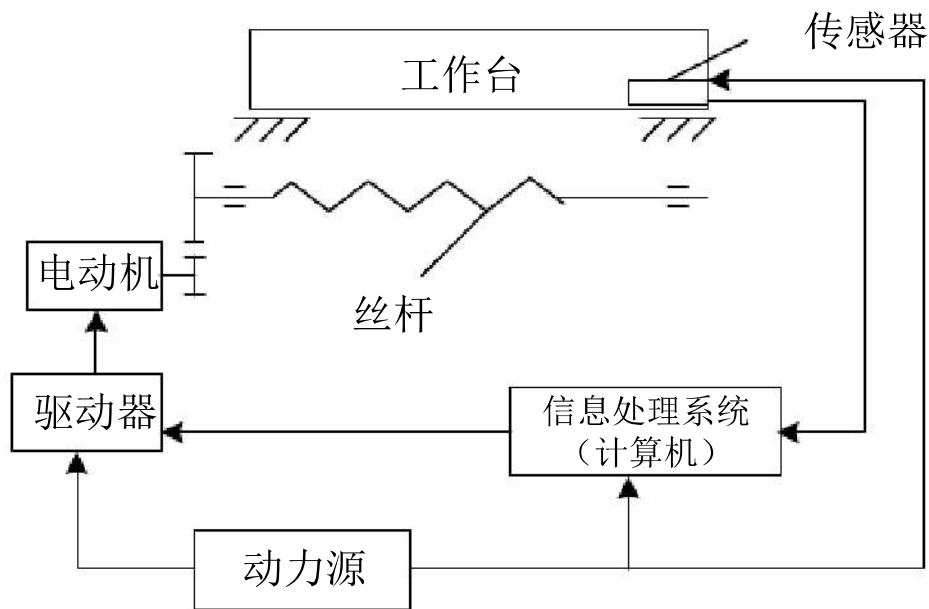 传感器
工作台
电动机
丝杆
驱动器
信息处理系统
（计算机）
动力源